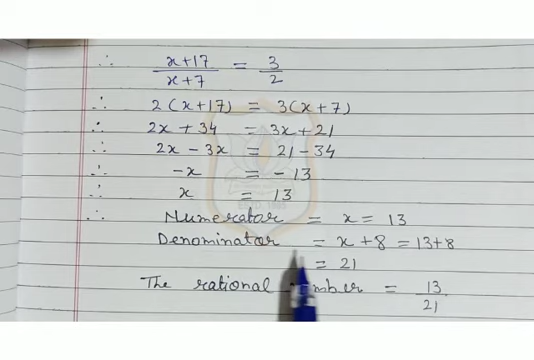 ∴ x+17/x+7 = 3/2
∴ 2(x+17) = 3(x+7)
∴ 2x + 34 = 3x+21
∴ 2x - 3x = 21-34
∴ -x = -13
∴ x = 13
∴ Numerator = x = 13
Denominator = x + 8 = 13+8
= 21
The rational = 13/21